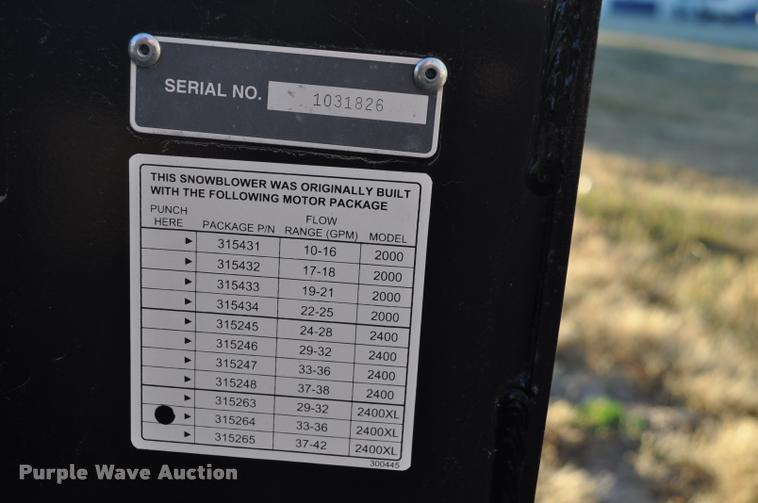 SERIAL NO. 1031826
THIS SNOWBLOWER WAS ORIGINALLY BUILT
WITH THE FOLLOWING MOTOR PACKAGE
PUNCH HERE PACKAGE P/N FLOW RANGE (GPM) MODEL
315431 10-16 2000
315432 17-18 2000
315433 19-21 2000
315434 22-25 2000
315245 24-28 2400
315246 29-32 2400
315247 33-36 2400
315248 37-38 2400
315263 29-32 2400XL
315264 33-36 2400XL
315265 37-42 2400XL
300445
Purple Wave Auction